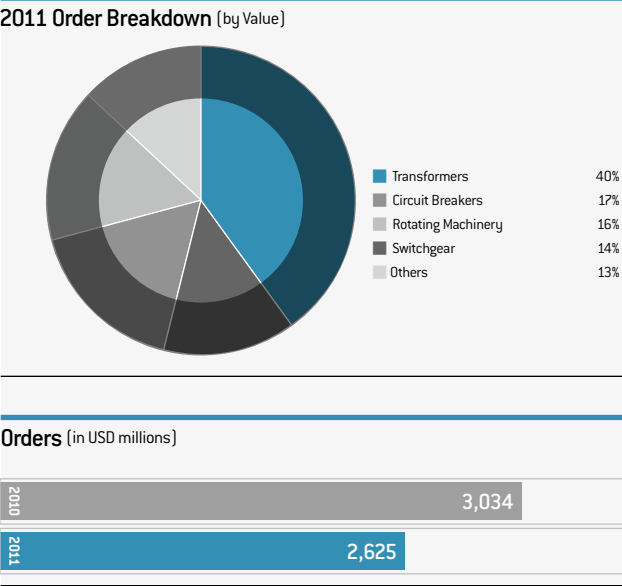 2011 Order Breakdown (by Value)
Transformers 40%
Circuit Breakers 17%
Rotating Machinery 16%
Switchgear 14%
Others 13%
Orders (in USD millions)
2010 3,034
2011 2,625